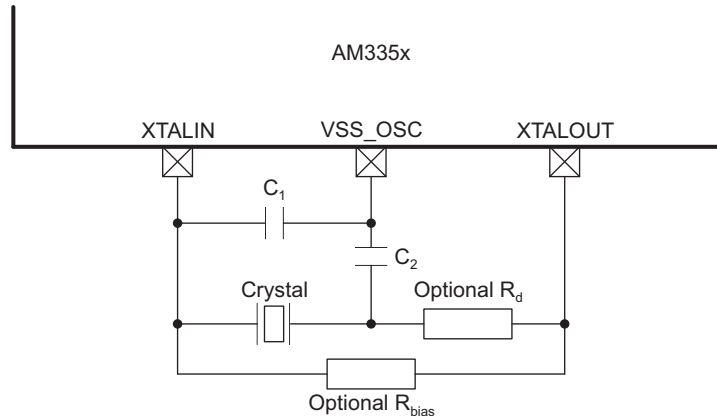 AM335x
XTALIN
VSS_OSC
XTALOUT
C1
C2
Crystal
Optional Rd
Optional Rbias